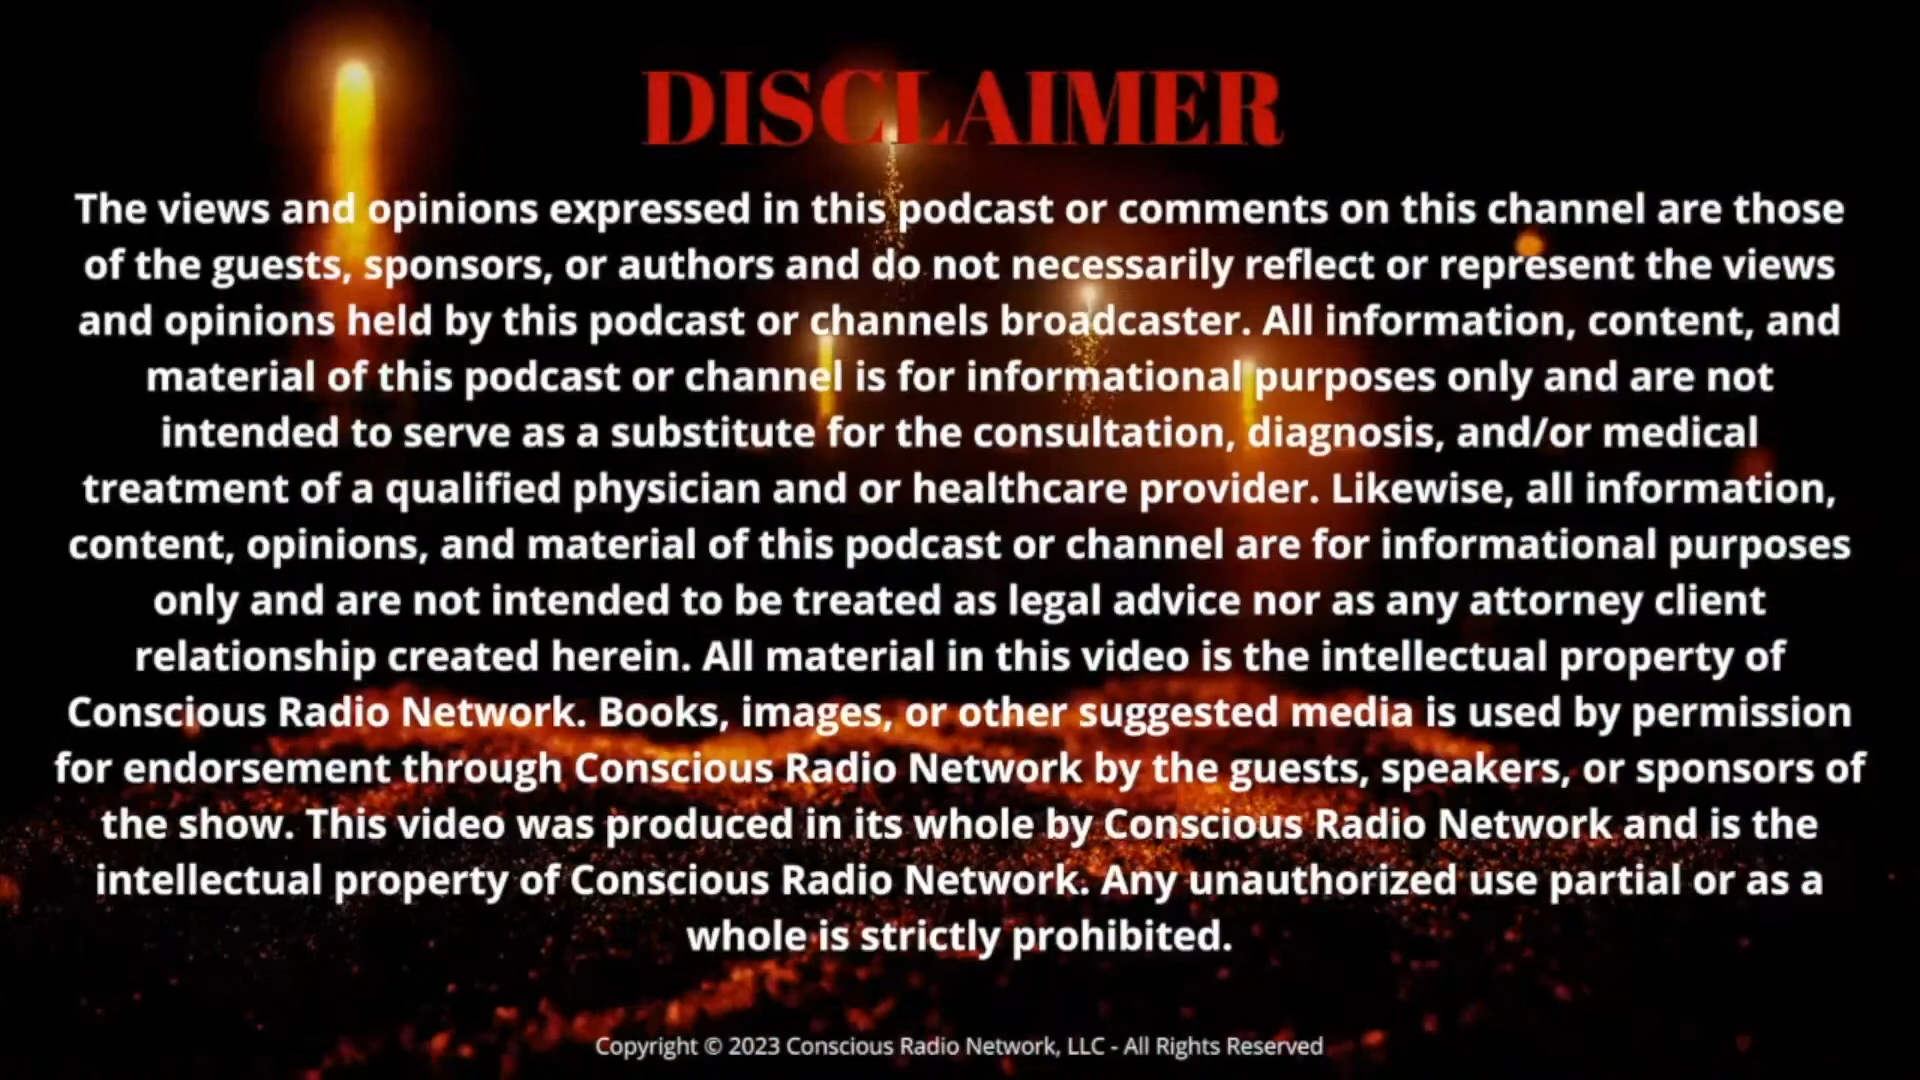 DISCLAIMER
The views and opinions expressed in this podcast or comments on this channel are those
of the guests, sponsors, or authors and do not necessarily reflect or represent the views
and opinions held by this podcast or channels broadcaster. All information, content, and
material of this podcast or channel is for informational purposes only and are not
intended to serve as a substitute for the consultation, diagnosis, and/or medical
treatment of a qualified physician and or healthcare provider. Likewise, all information,
content, opinions, and material of this podcast or channel are for informational purposes
only and are not intended to be treated as legal advice nor as any attorney client
relationship created herein. All material in this video is the intellectual property of
Conscious Radio Network. Books, images, or other suggested media is used by permission
for endorsement through Conscious Radio Network by the guests, speakers, or sponsors of
the show. This video was produced in its whole by Conscious Radio Network and is the
intellectual property of Conscious Radio Network. Any unauthorized use partial or as a
whole is strictly prohibited.
Copyright © 2023 Conscious Radio Network, LLC - All Rights Reserved